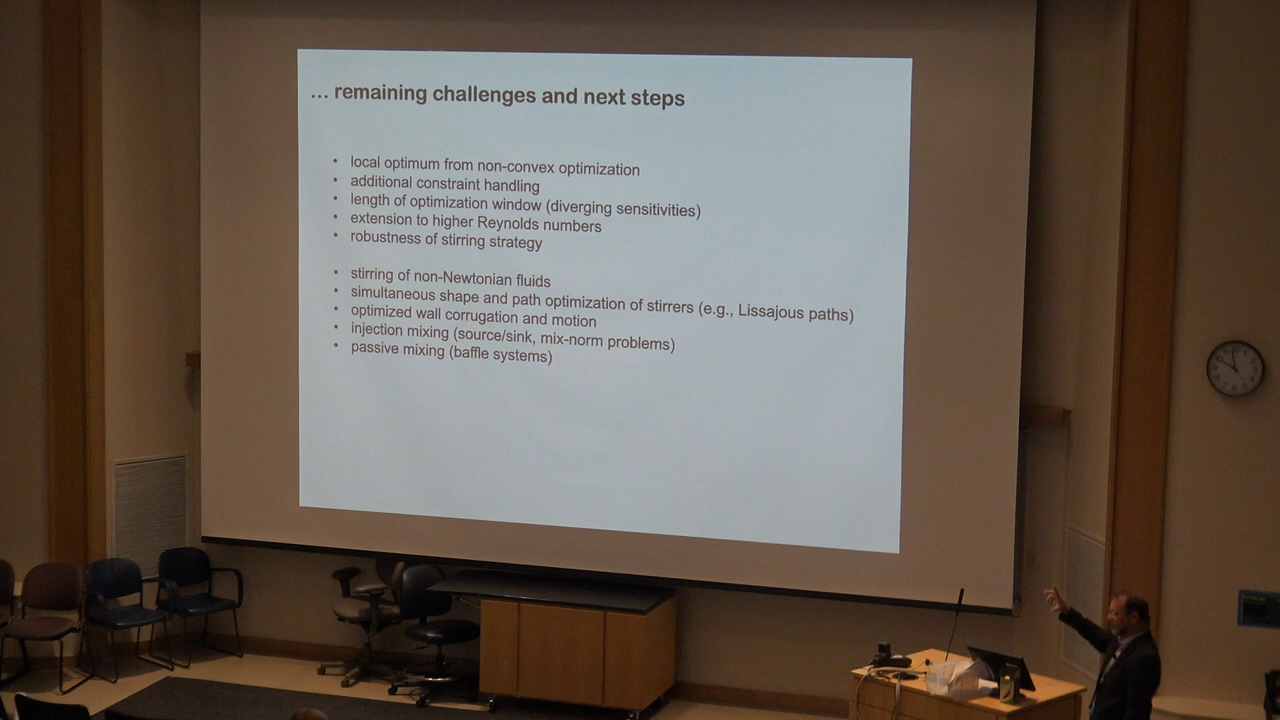 ... remaining challenges and next steps
• local optimum from non-convex optimization
• additional constraint handling
• length of optimization window (diverging sensitivities)
• extension to higher Reynolds numbers
• robustness of stirring strategy
• stirring of non-Newtonian fluids
• simultaneous shape and path optimization of stirrers (e.g., Lissajous paths)
• optimized wall corrugation and motion
• injection mixing (source/sink, mix-norm problems)
• passive mixing (baffle systems)